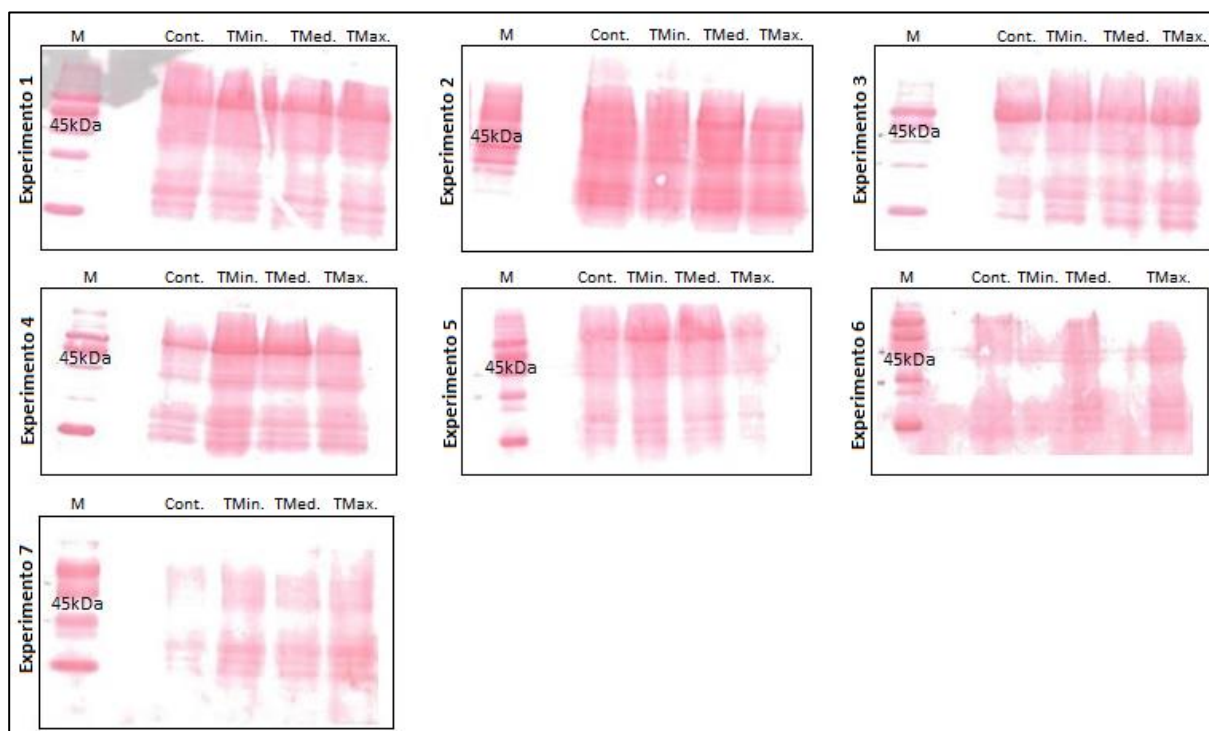 M Cont. TMin. TMed. TMax.
Experimento 1
45kDa
M Cont. TMin. TMed. TMax.
Experimento 2
45kDa
M Cont. TMin. TMed. TMax.
Experimento 3
45kDa
M Cont. TMin. TMed. TMax.
Experimento 4
45kDa
M Cont. TMin. TMed. TMax.
Experimento 5
45kDa
M Cont. TMin. TMed. TMax.
Experimento 6
45kDa
M Cont. TMin. TMed. TMax.
Experimento 7
45kDa